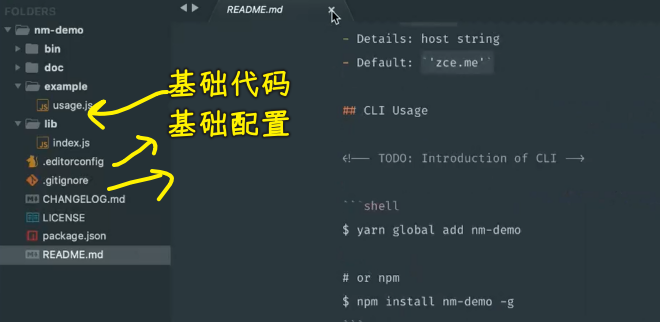 FOLDERS
nm-demo
bin
doc
example
usage.js
lib
index.js
.editorconfig
.gitignore
CHANGELOG.md
LICENSE
package.json
README.md
基础代码
基础配置
README.md
- Details: host string
- Default: `'zce.me'`
## CLI Usage
<!-- TODO: Introduction of CLI -->
```shell
$ yarn global add nm-demo
# or npm
$ npm install nm-demo -g
```